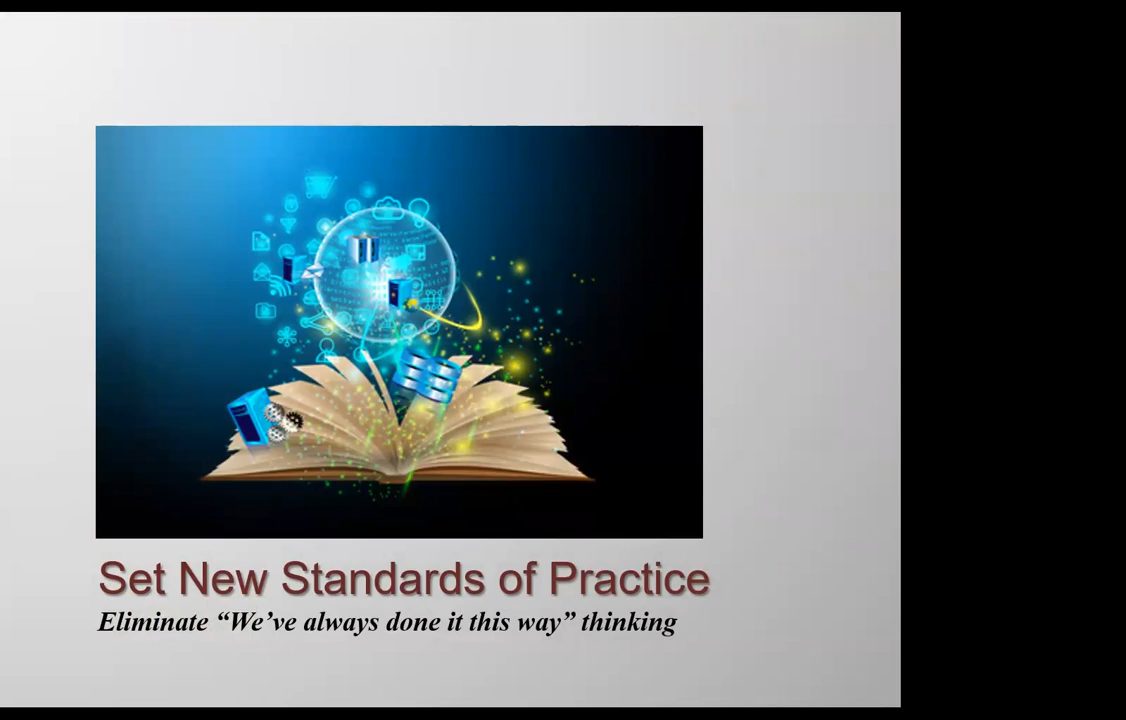 Set New Standards of Practice
Eliminate “We’ve always done it this way” thinking